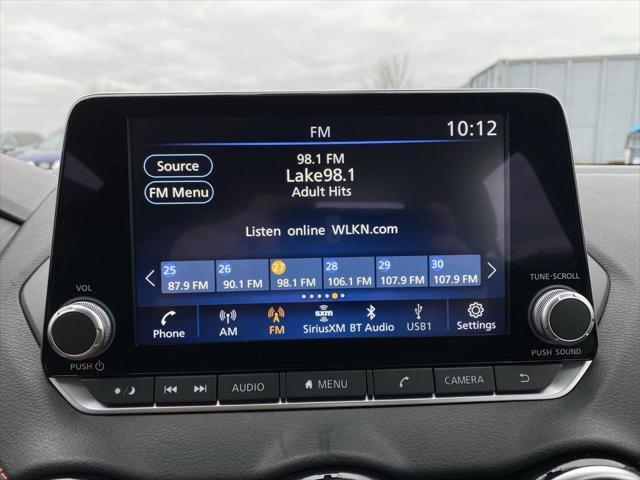 FM
10:12
Source
FM Menu
98.1 FM
Lake98.1
Adult Hits
Listen online WLKN.com
25 26 27 28 29 30
87.9 FM 90.1 FM 98.1 FM 106.1 FM 107.9 FM 107.9 FM
Phone
AM
FM
sxm
SiriusXM
BT Audio
USB1
Settings
VOL
PUSH
TUNE·SCROLL
PUSH SOUND
AUDIO
MENU
CAMERA